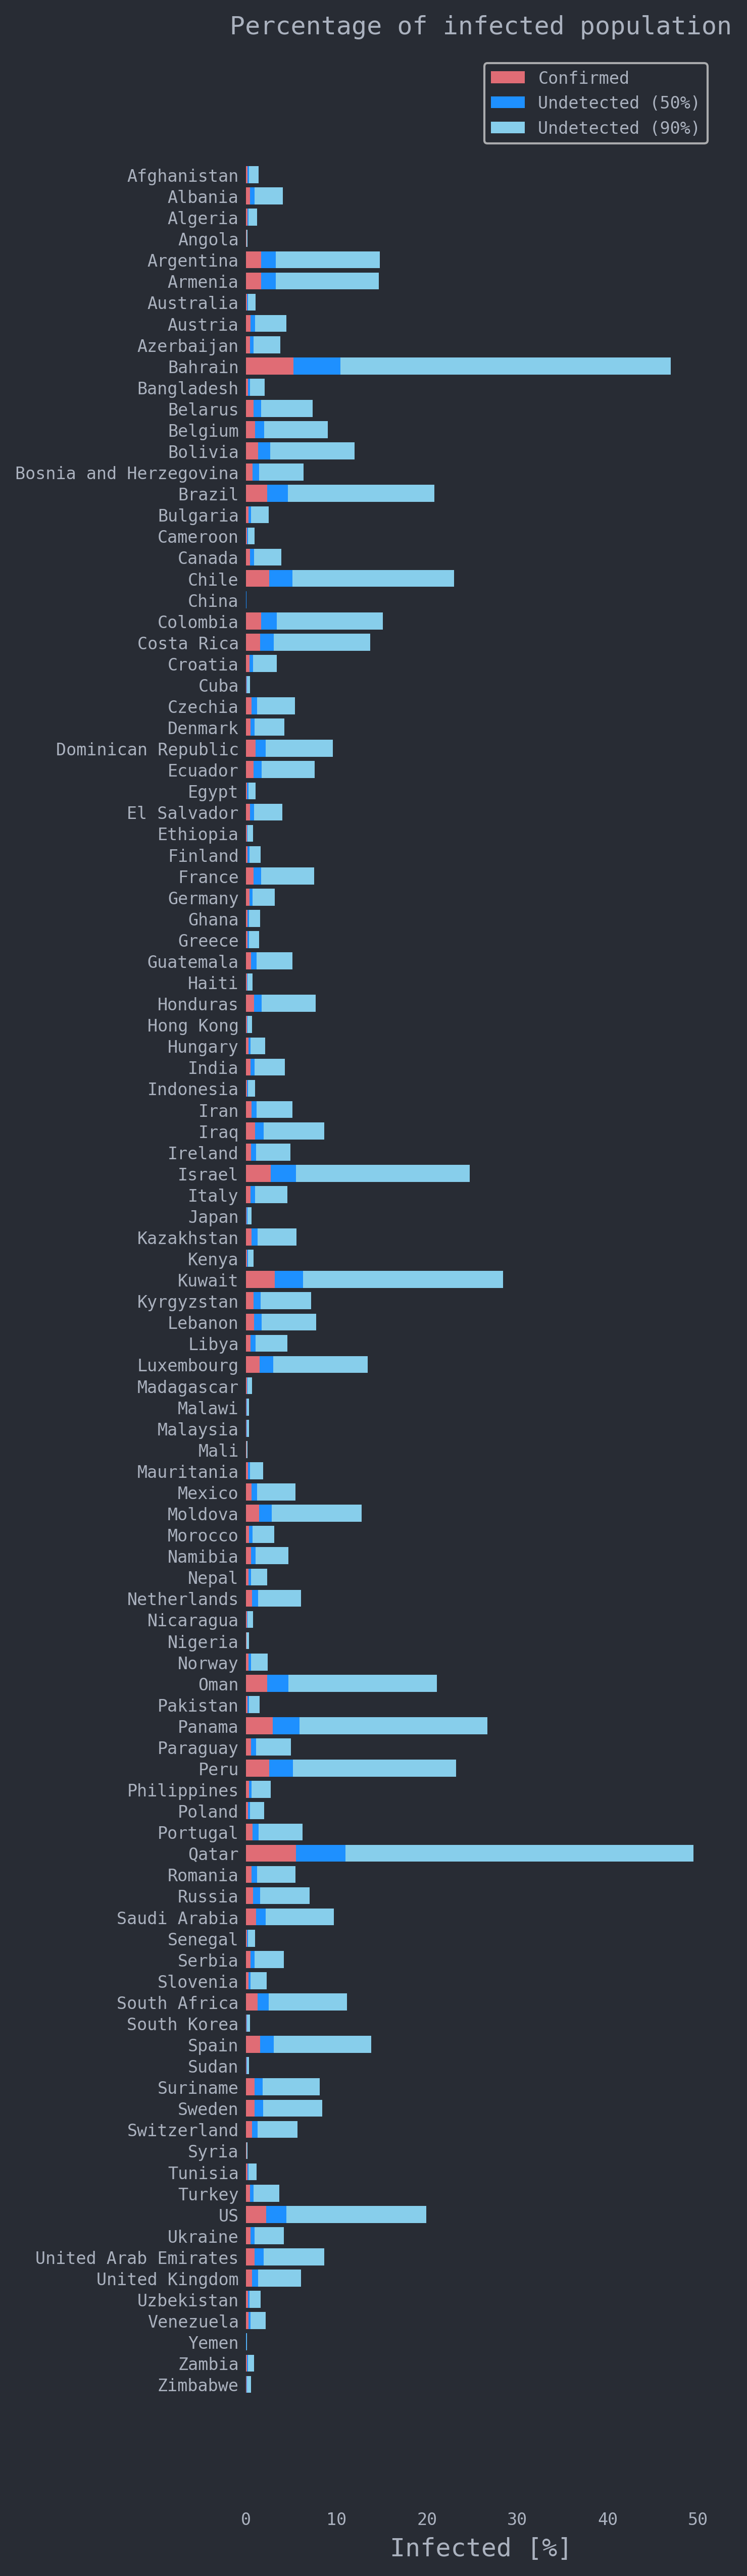 Percentage of infected population
Confirmed
Undetected (50%)
Undetected (90%)
Afghanistan
Albania
Algeria
Angola
Argentina
Armenia
Australia
Austria
Azerbaijan
Bahrain
Bangladesh
Belarus
Belgium
Bolivia
Bosnia and Herzegovina
Brazil
Bulgaria
Cameroon
Canada
Chile
China
Colombia
Costa Rica
Croatia
Cuba
Czechia
Denmark
Dominican Republic
Ecuador
Egypt
El Salvador
Ethiopia
Finland
France
Germany
Ghana
Greece
Guatemala
Haiti
Honduras
Hong Kong
Hungary
India
Indonesia
Iran
Iraq
Ireland
Israel
Italy
Japan
Kazakhstan
Kenya
Kuwait
Kyrgyzstan
Lebanon
Libya
Luxembourg
Madagascar
Malawi
Malaysia
Mali
Mauritania
Mexico
Moldova
Morocco
Namibia
Nepal
Netherlands
Nicaragua
Nigeria
Norway
Oman
Pakistan
Panama
Paraguay
Peru
Philippines
Poland
Portugal
Qatar
Romania
Russia
Saudi Arabia
Senegal
Serbia
Slovenia
South Africa
South Korea
Spain
Sudan
Suriname
Sweden
Switzerland
Syria
Tunisia
Turkey
US
Ukraine
United Arab Emirates
United Kingdom
Uzbekistan
Venezuela
Yemen
Zambia
Zimbabwe
0 10 20 30 40 50
Infected [%]